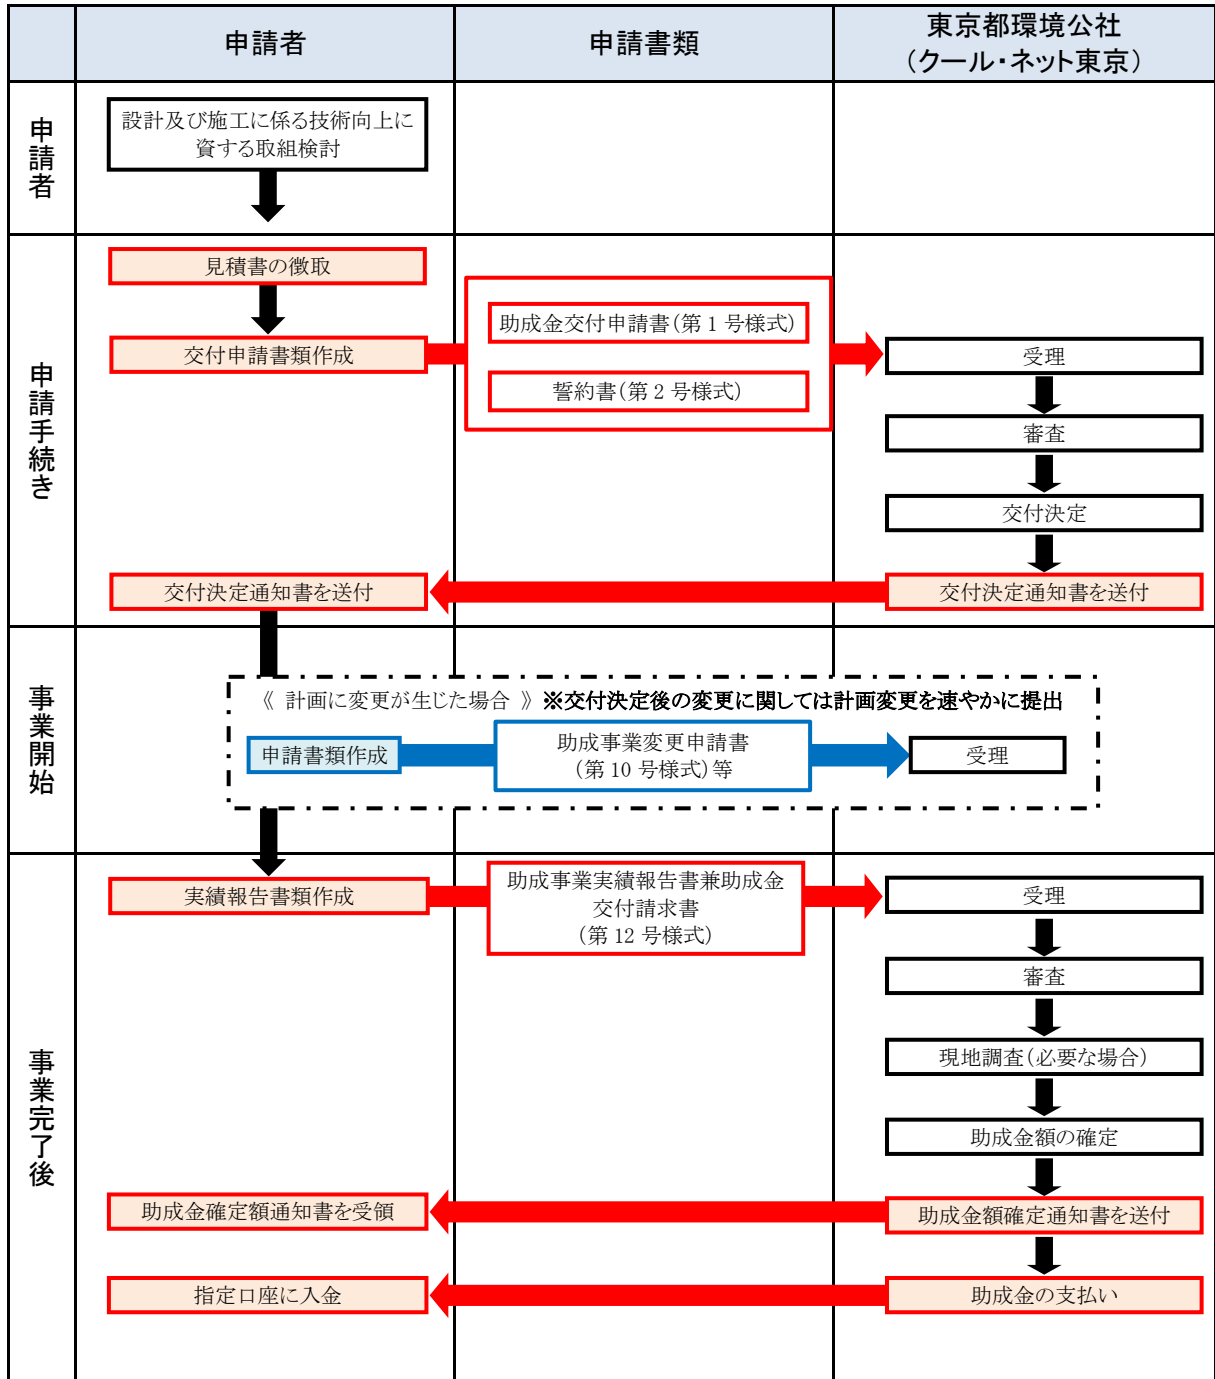 申請者
申請書類
東京都環境公社
（クール・ネット東京）
申請者
設計及び施工に係る技術向上に
資する取組検討
申請手続き
見積書の徴取
交付申請書類作成
助成金交付申請書（第１号様式）
誓約書（第２号様式）
受理
審査
交付決定
交付決定通知書を送付
交付決定通知書を送付
事業開始
《 計画に変更が生じた場合 》※交付決定後の変更に関しては計画変更を速やかに提出
申請書類作成
助成事業変更申請書
（第 10 号様式）等
受理
事業完了後
実績報告書類作成
助成事業実績報告書兼助成金
交付請求書
（第 12 号様式）
受理
審査
現地調査（必要な場合）
助成金額の確定
助成金確定額通知書を受領
助成金額確定通知書を送付
指定口座に入金
助成金の支払い